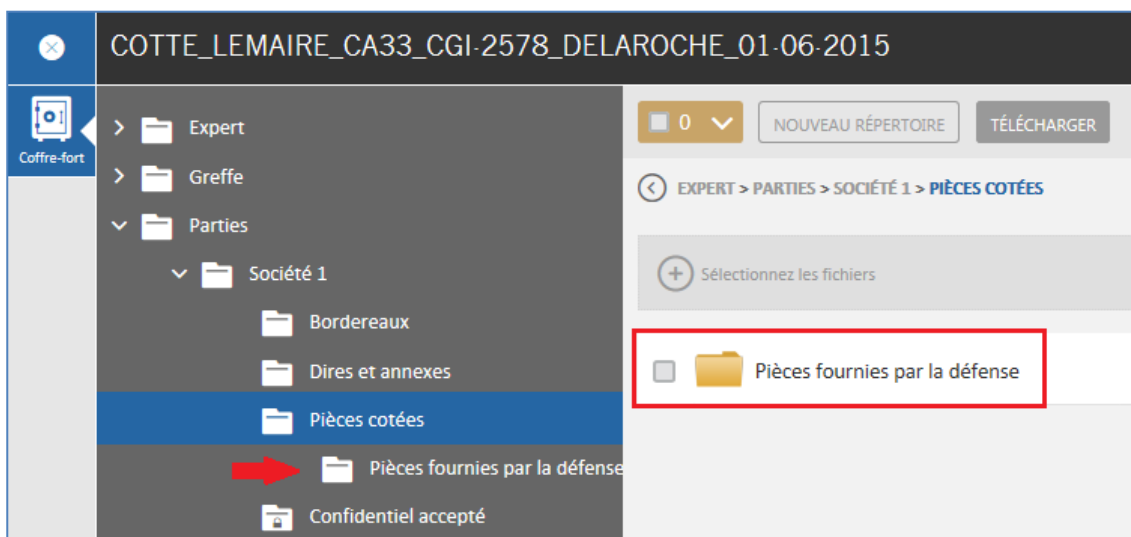 COTTE_LEMAIRE_CA33_CGI-2578_DELAROCHE_01-06-2015
Coffre-fort
Expert
Greffe
Parties
Société 1
Bordereaux
Dires et annexes
Pièces cotées
Pièces fournies par la défense
Confidentiel accepté
0
NOUVEAU RÉPERTOIRE
TÉLÉCHARGER
EXPERT > PARTIES > SOCIÉTÉ 1 > PIÈCES COTÉES
Sélectionnez les fichiers
Pièces fournies par la défense